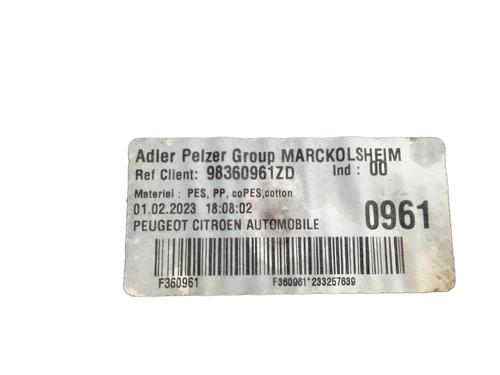 Adler Pelzer Group MARCKOLSHEIM
Ref Client: 98360961ZD Ind : 00
Materiel : PES, PP, coPES,cotton
01.02.2023 18:08:02 0961
PEUGEOT CITROEN AUTOMOBILE
F360961 F360961*233257639